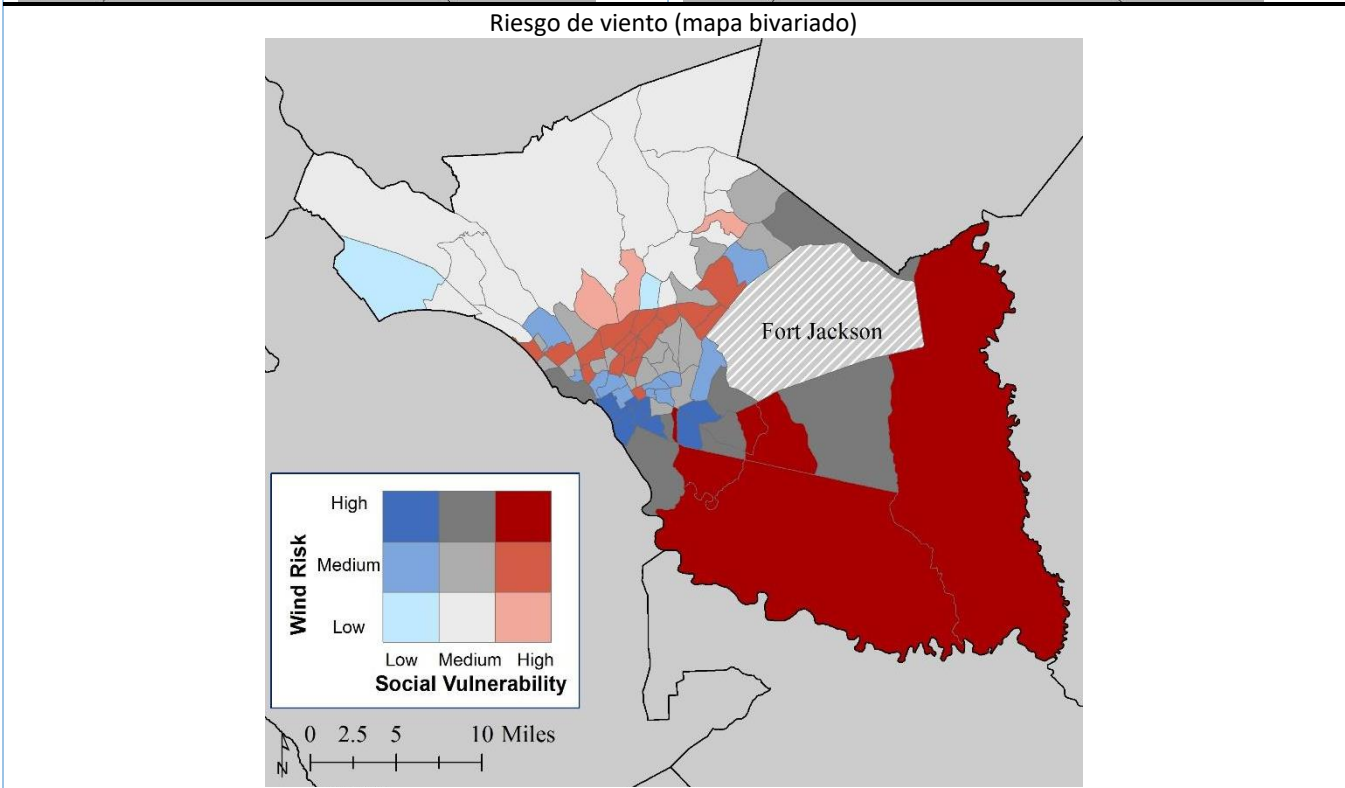 Riesgo de viento (mapa bivariado)
Fort Jackson
High
Medium
Low
Wind Risk
Low Medium High
Social Vulnerability
0 2.5 5 10 Miles
N